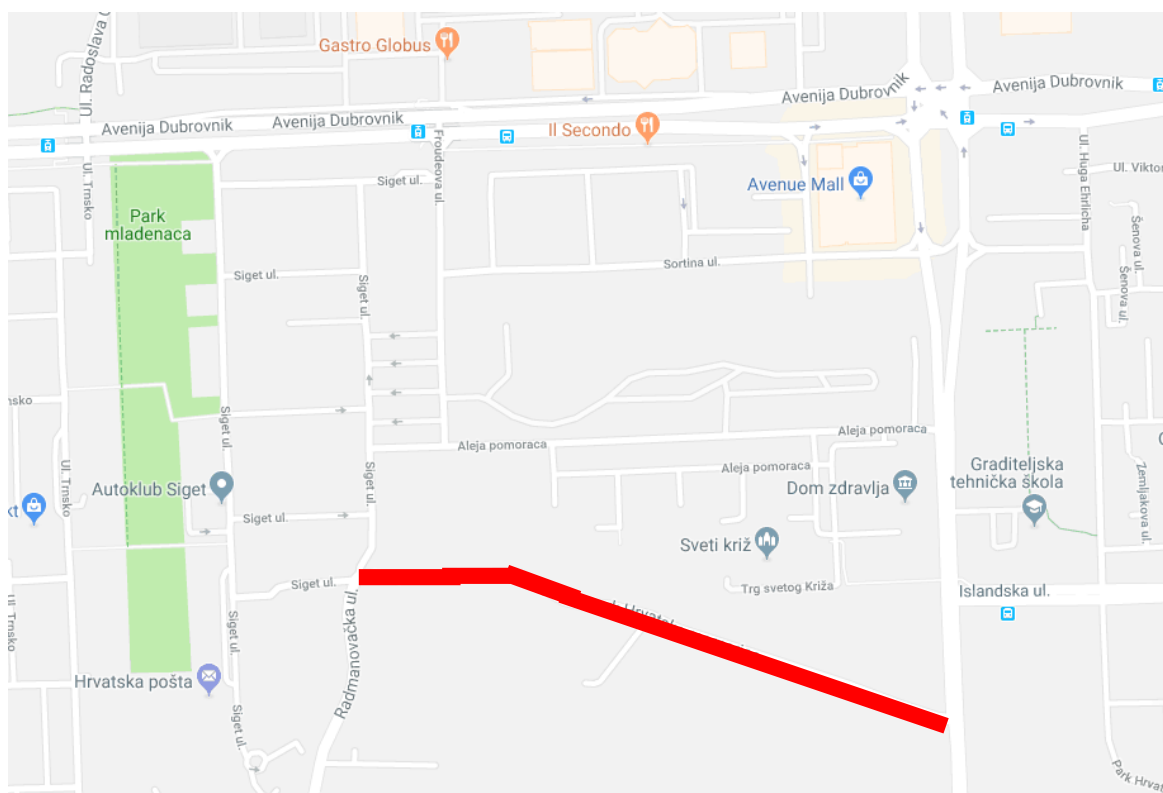 Ul. Radoslava
Gastro Globus
Avenija Dubrovnik
Avenija Dubrovnik
Avenija Dubrovnik
Avenija Dubrovnik
Il Secondo
Froudeova ul.
Ul. Trnsko
Siget ul.
Avenue Mall
Ul. Huga Ehrlicha
Ul. Viktor
Park
mladenaca
Šenova ul.
Šenova ul.
Siget ul.
Siget ul.
Sortina ul.
Siget ul.
Aleja pomoraca
Aleja pomoraca
Aleja pomoraca
Siget ul.
Ul. Trnsko
Autoklub Siget
Siget ul.
Dom zdravlja
Graditeljska
tehnička škola
Zemljakova ul.
Sveti križ
Siget ul.
Trg svetog Križa
Islandska ul.
Ul. Trnsko
Siget ul.
Radmanovačka ul.
Hrvatska pošta
Siget ul.
Park Hrvat